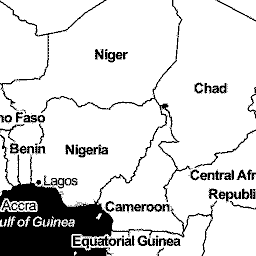 Niger
Chad
no Faso
Benin
Nigeria
Lagos
Central Afri
Republi
Accra
Cameroon
ulf of Guinea
Equatorial Guinea